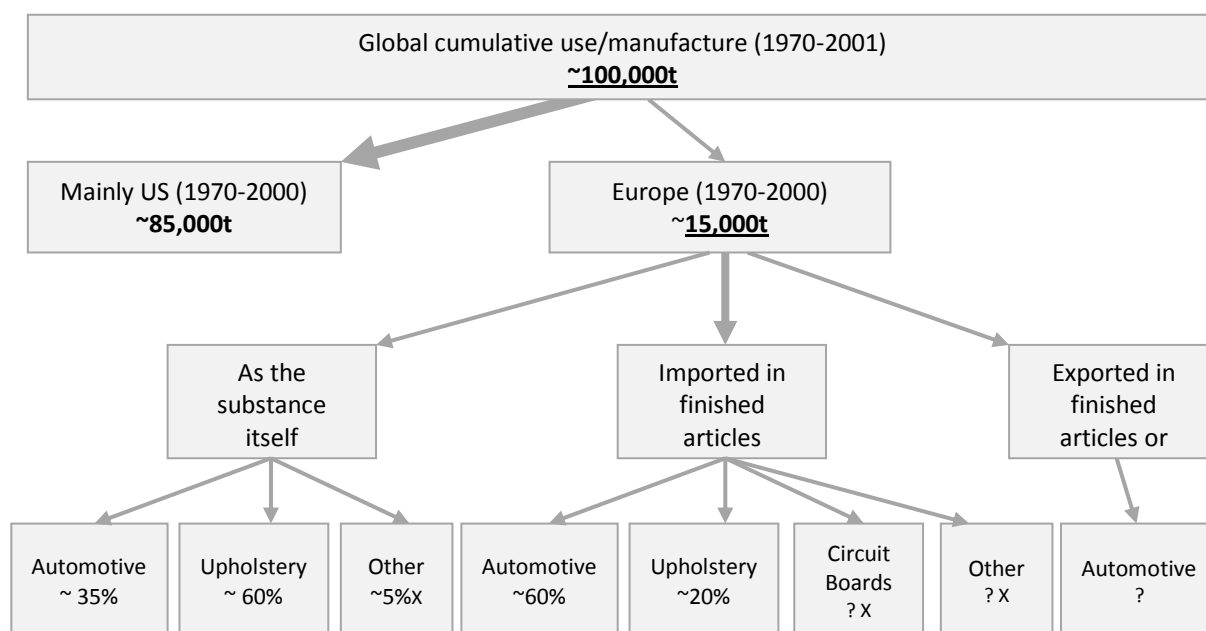 Global cumulative use/manufacture (1970-2001)
~100,000t
Mainly US (1970-2000)
~85,000t
Europe (1970-2000)
~15,000t
As the
substance
itself
Imported in
finished
articles
Exported in
finished
articles or
Automotive
~ 35%
Upholstery
~ 60%
Other
~5%X
Automotive
~60%
Upholstery
~20%
Circuit
Boards
? X
Other
? X
Automotive
?